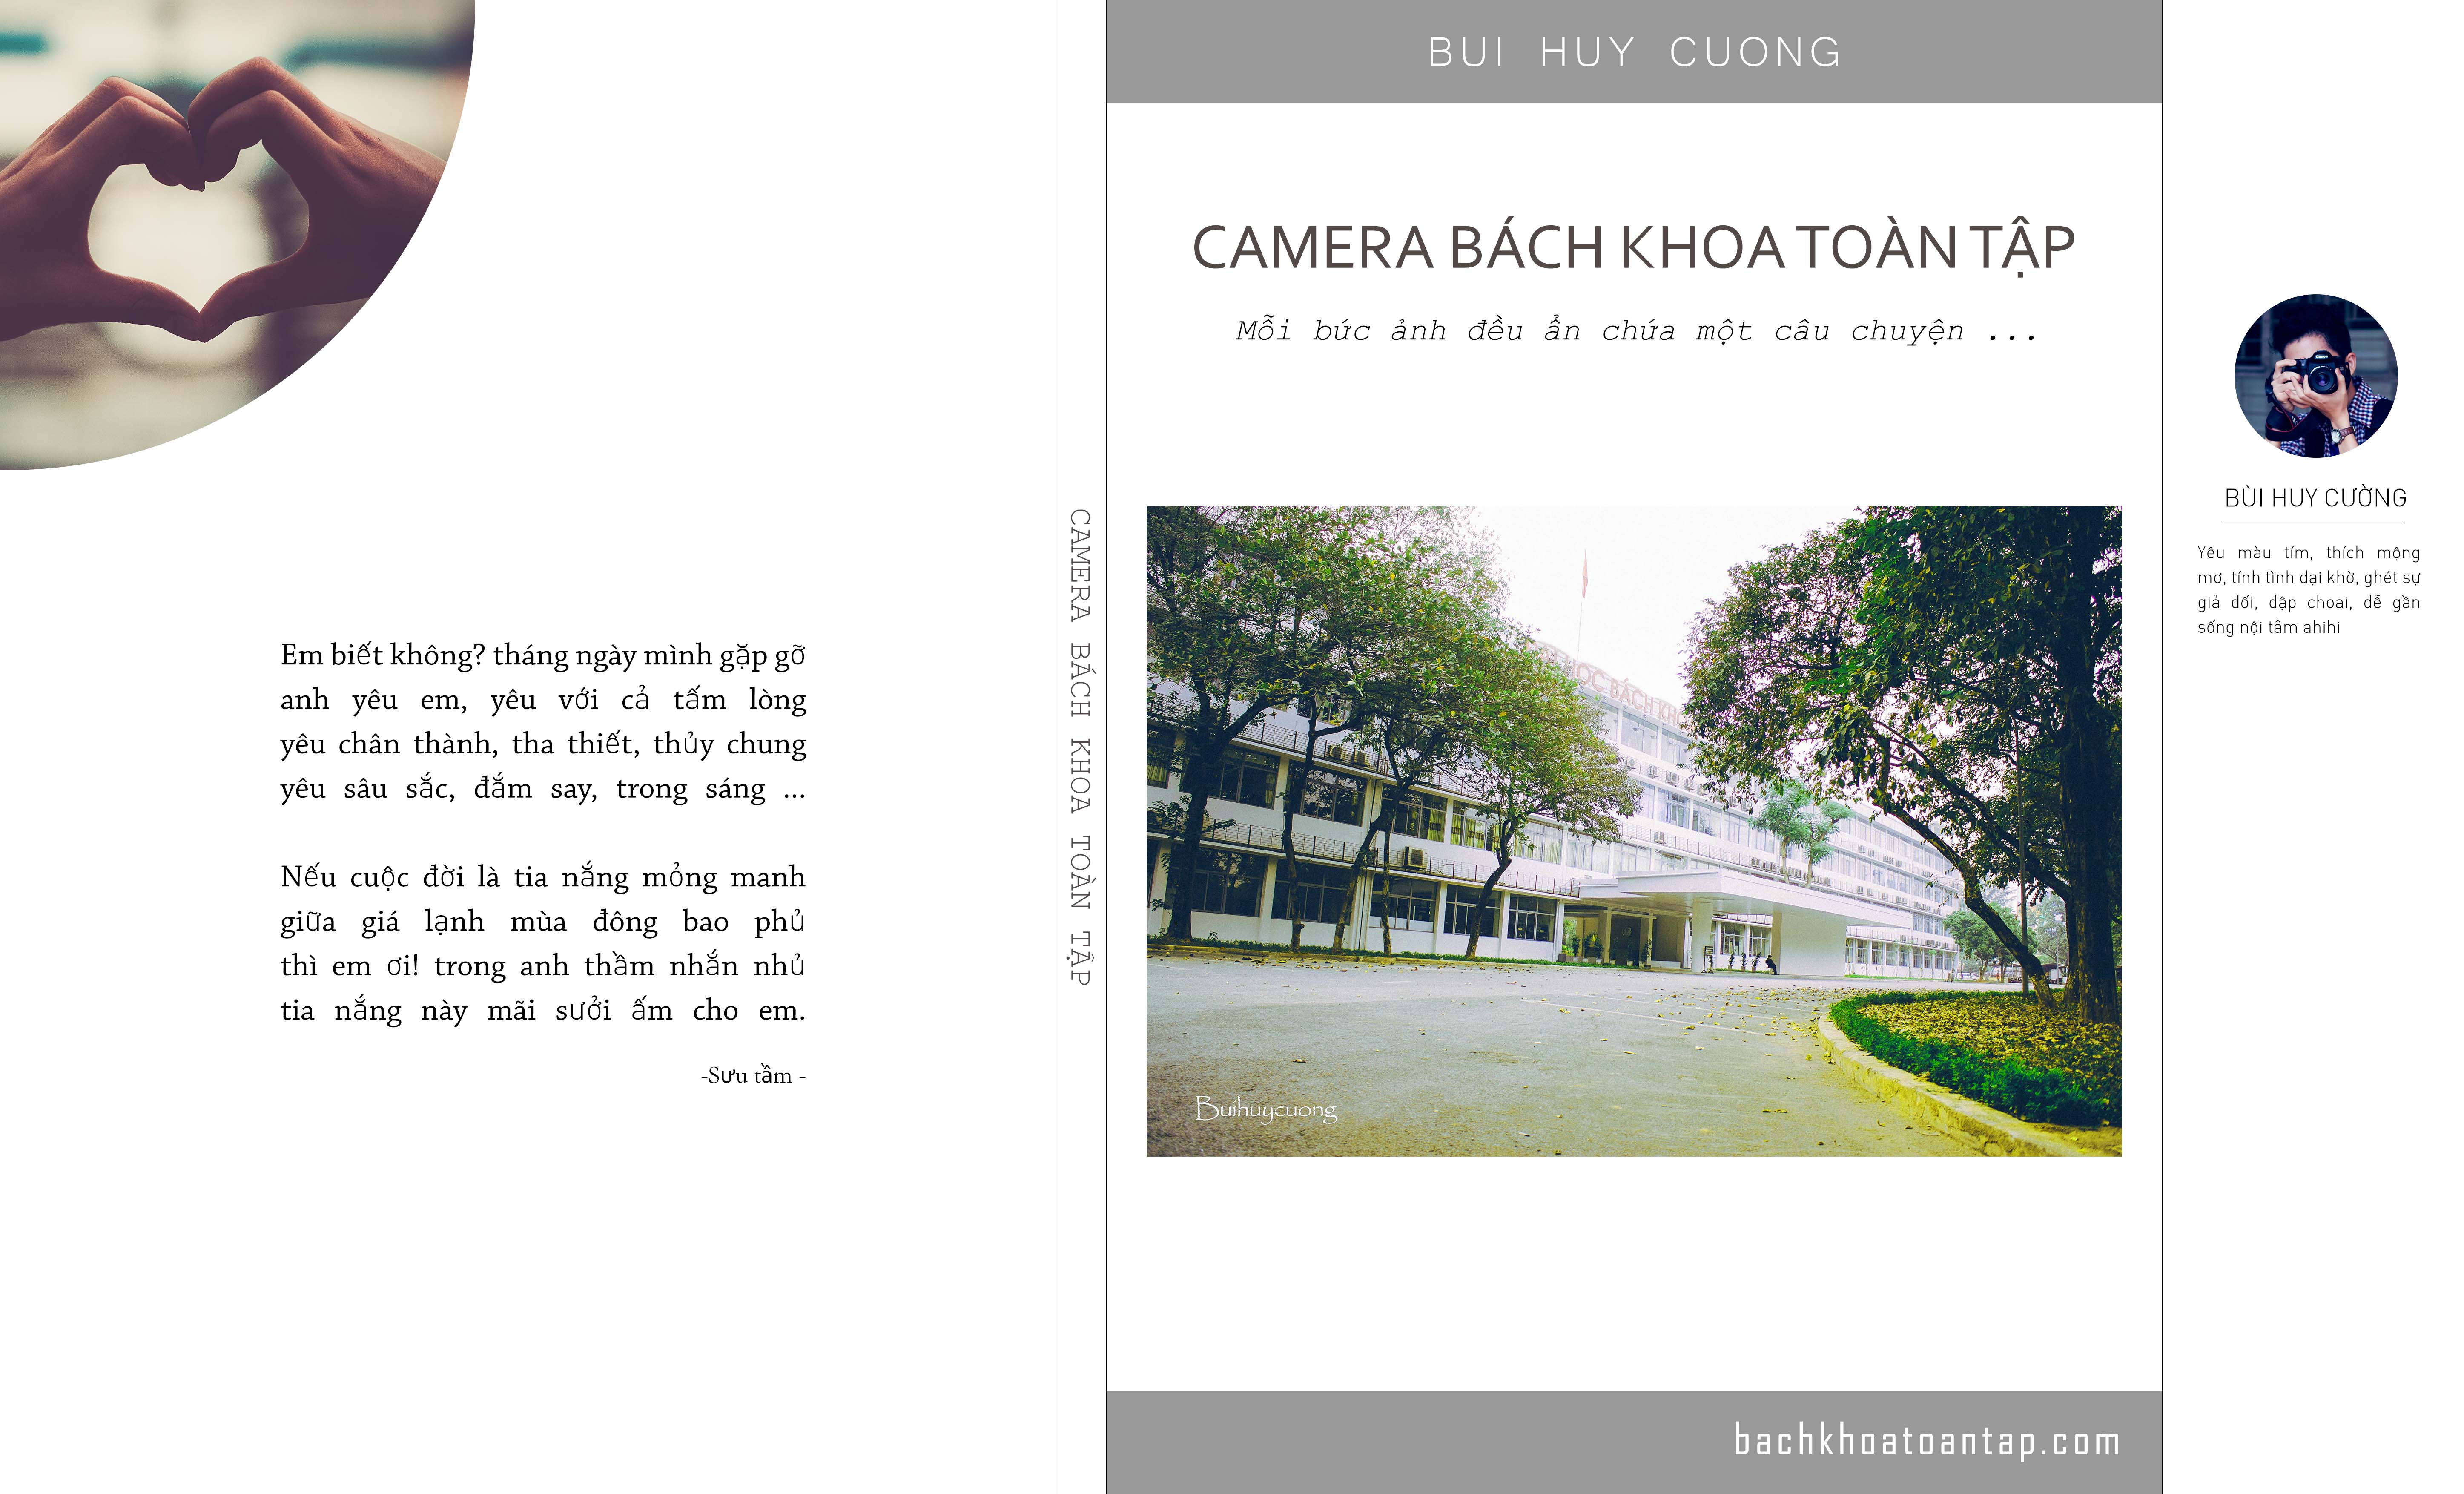 Em biết không? tháng ngày mình gặp gỡ
anh yêu em, yêu với cả tấm lòng
yêu chân thành, tha thiết, thủy chung
yêu sâu sắc, đắm say, trong sáng ...
Nếu cuộc đời là tia nắng mỏng manh
giữa giá lạnh mùa đông bao phủ
thì em ơi! trong anh thầm nhắn nhủ
tia nắng này mãi sưởi ấm cho em.
-Sưu tầm -
CAMERA BÁCH KHOA TOÀN TẬP
BUI HUY CUONG
CAMERA BÁCH KHOA TOÀN TẬP
Mỗi bức ảnh đều ẩn chứa một câu chuyện ...
BÁCH
Buihuycuong
bachkhoatoantap.com
BÙI HUY CƯỜNG
Yêu màu tím, thích mộng
mơ, tính tình dại khờ, ghét sự
giả dối, đập choai, dễ gần
sống nội tâm ahihi